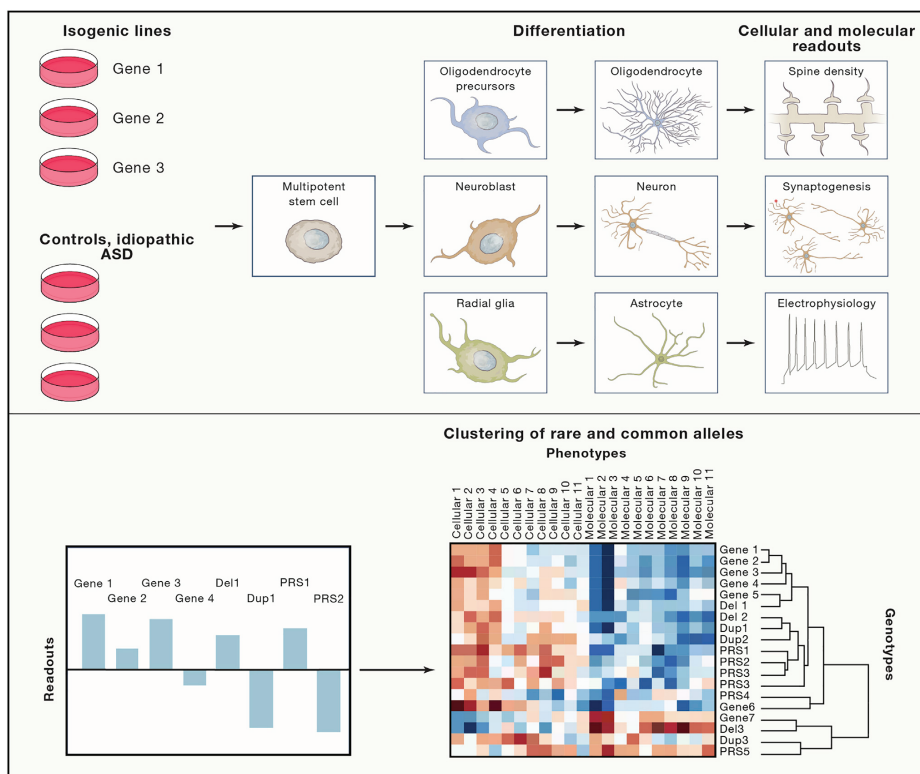 Isogenic lines
Gene 1
Gene 2
Gene 3
Controls, idiopathic
ASD
Multipotent
stem cell
Differentiation
Oligodendrocyte
precursors
Oligodendrocyte
Neuroblast
Neuron
Radial glia
Astrocyte
Cellular and molecular
readouts
Spine density
Synaptogenesis
Electrophysiology
Readouts
Gene 1
Gene 2
Gene 3
Gene 4
Del1
Dup1
PRS1
PRS2
Clustering of rare and common alleles
Phenotypes
Cellular 1
Cellular 2
Cellular 3
Cellular 4
Cellular 5
Cellular 6
Cellular 7
Cellular 8
Cellular 9
Cellular 10
Cellular 11
Molecular 1
Molecular 2
Molecular 3
Molecular 4
Molecular 5
Molecular 6
Molecular 7
Molecular 8
Molecular 9
Molecular 10
Molecular 11
Gene 1
Gene 2
Gene 3
Gene 4
Gene 5
Del 1
Del 2
Dup1
Dup2
PRS1
PRS2
PRS3
PRS3
PRS4
Gene6
Gene7
Del3
Dup3
PRS5
Genotypes